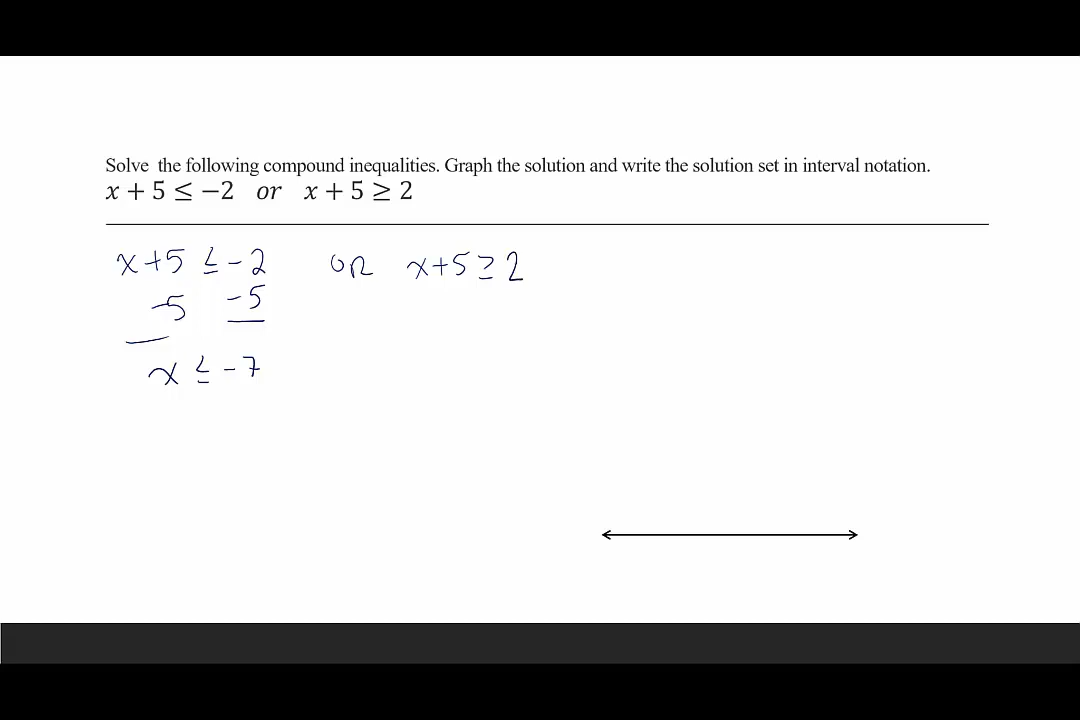 Solve the following compound inequalities. Graph the solution and write the solution set in interval notation.
x + 5 ≤ −2 or x + 5 ≥ 2
x+5 ≤ -2 OR x+5 ≥ 2
-5 -5
x ≤ -7